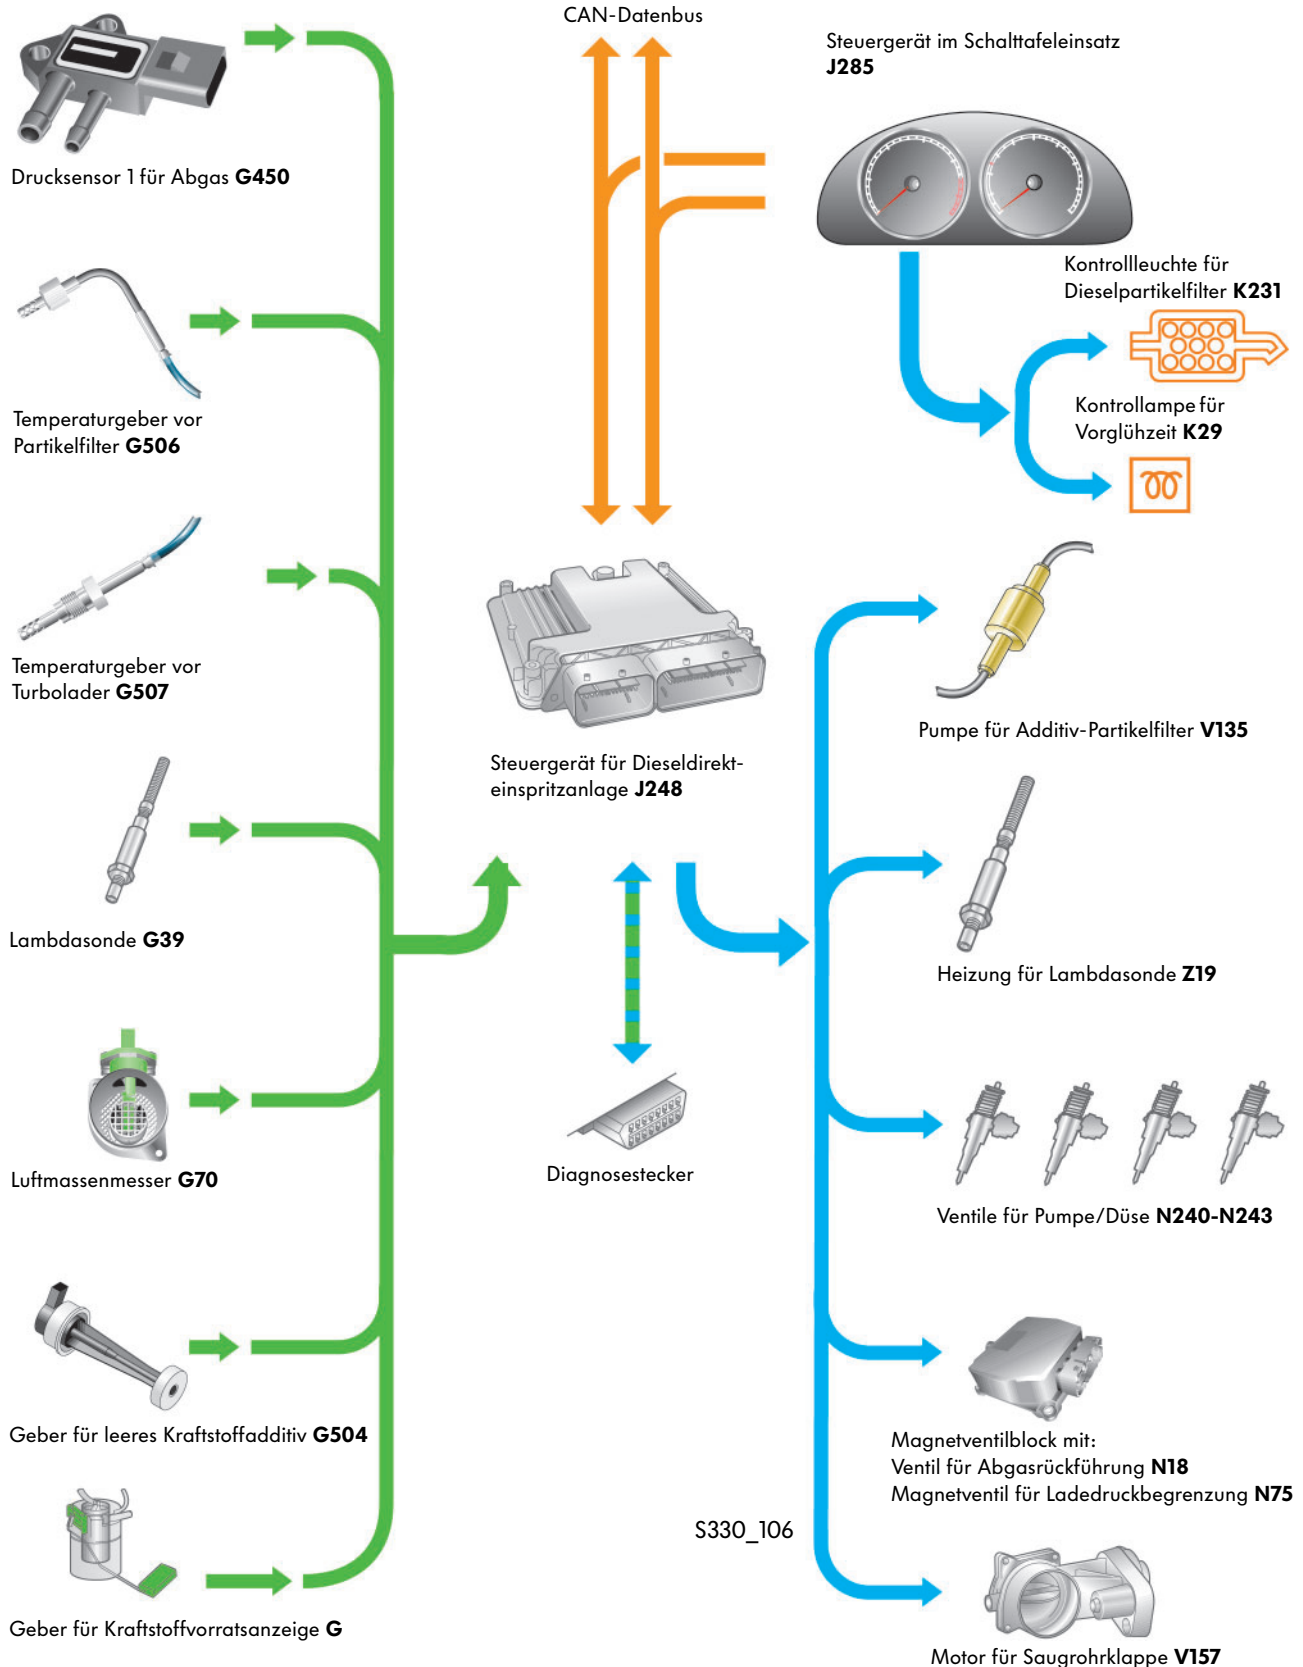 CAN-Datenbus
Steuergerät im Schalttafeleinsatz
J285
Drucksensor 1 für Abgas G450
Kontrollleuchte für
Dieselpartikelfilter K231
Temperaturgeber vor
Partikelfilter G506
Kontrollampe für
Vorglühzeit K29
Temperaturgeber vor
Turbolader G507
Pumpe für Additiv-Partikelfilter V135
Steuergerät für Dieseldirekt-
einspritzanlage J248
Lambdasonde G39
Heizung für Lambdasonde Z19
Luftmassenmesser G70
Diagnosestecker
Ventile für Pumpe/Düse N240-N243
Geber für leeres Kraftstoffadditiv G504
Magnetventilblock mit:
Ventil für Abgasrückführung N18
Magnetventil für Ladedruckbegrenzung N75
S330_106
Geber für Kraftstoffvorratsanzeige G
Motor für Saugrohrklappe V157